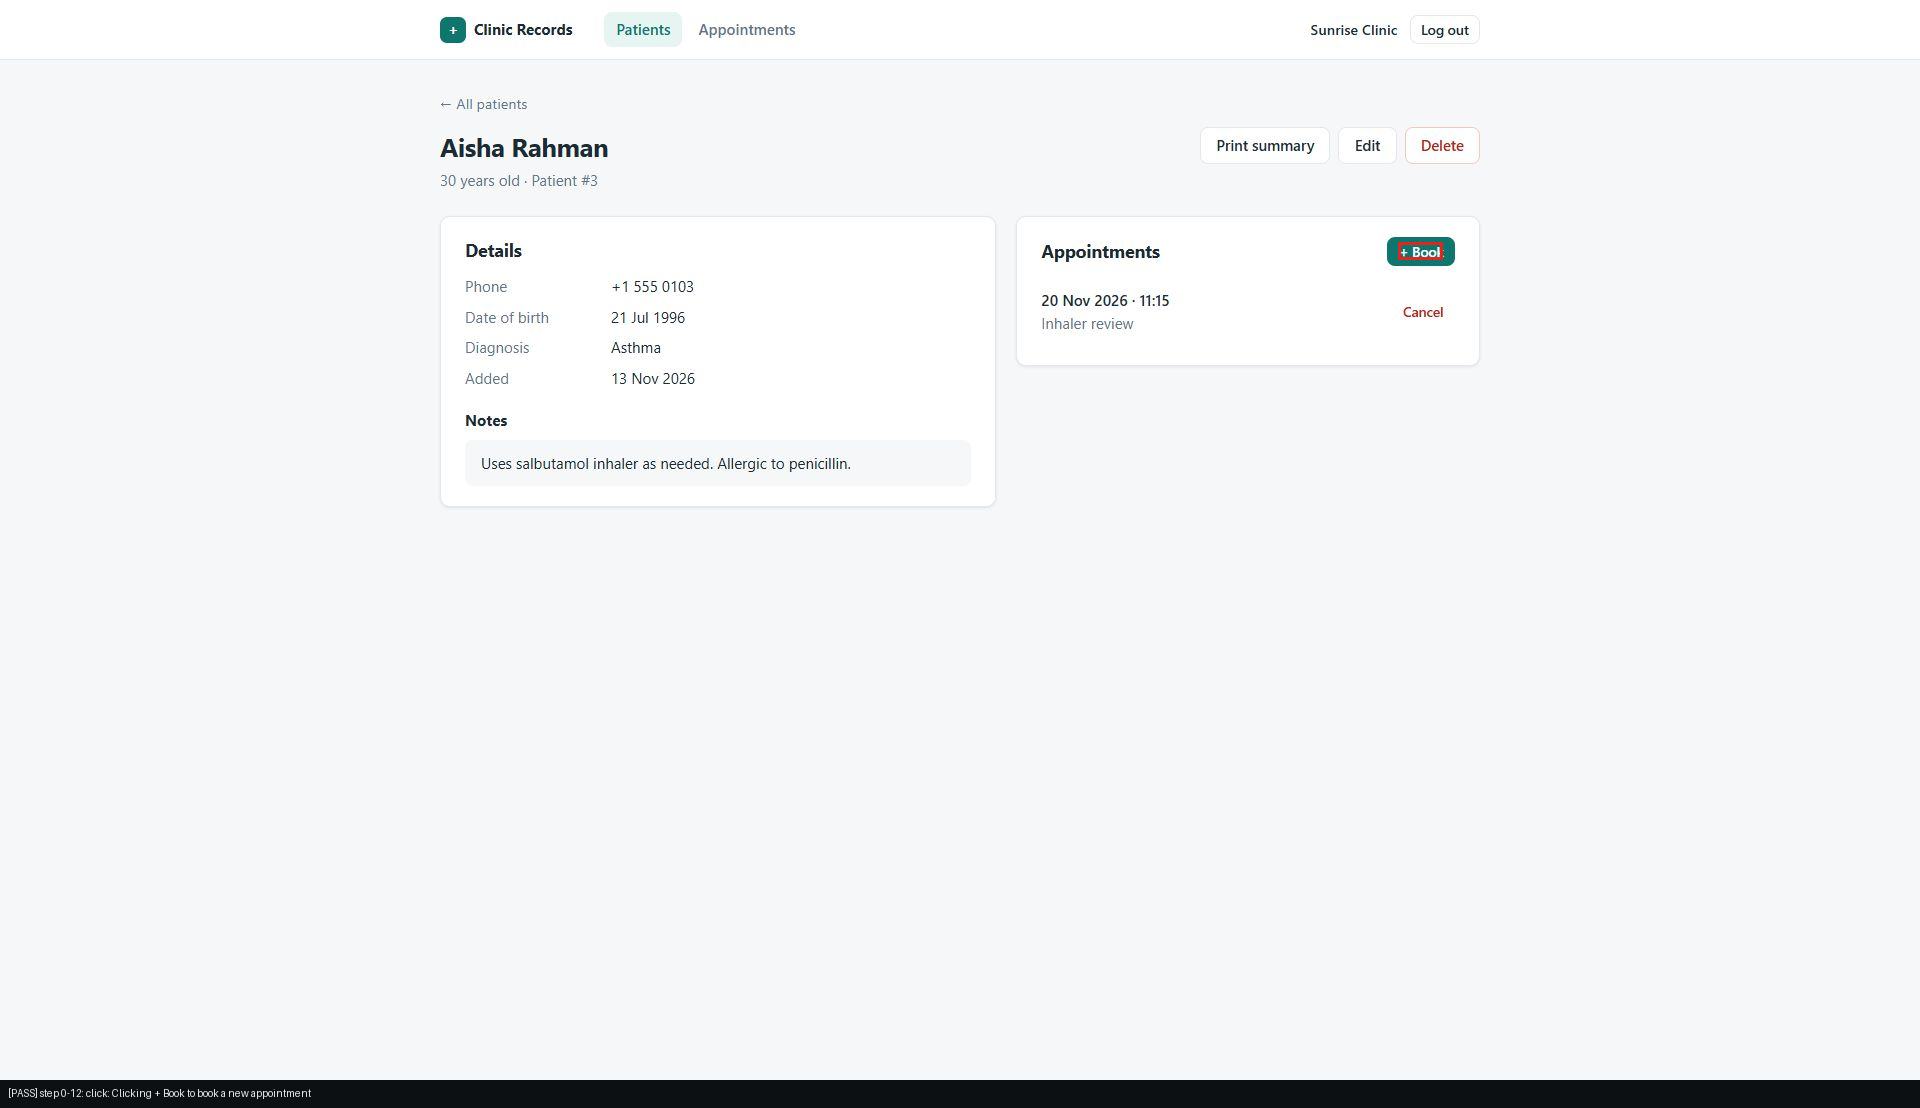 + Clinic Records Patients Appointments Sunrise Clinic Log out
← All patients
Aisha Rahman
Print summary Edit Delete
30 years old · Patient #3
Details
Phone +1 555 0103
Date of birth 21 Jul 1996
Diagnosis Asthma
Added 13 Nov 2026
Notes
Uses salbutamol inhaler as needed. Allergic to penicillin.
Appointments + Book
20 Nov 2026 · 11:15
Inhaler review
Cancel
[PASS] step 0-12: click: Clicking + Book to book a new appointment